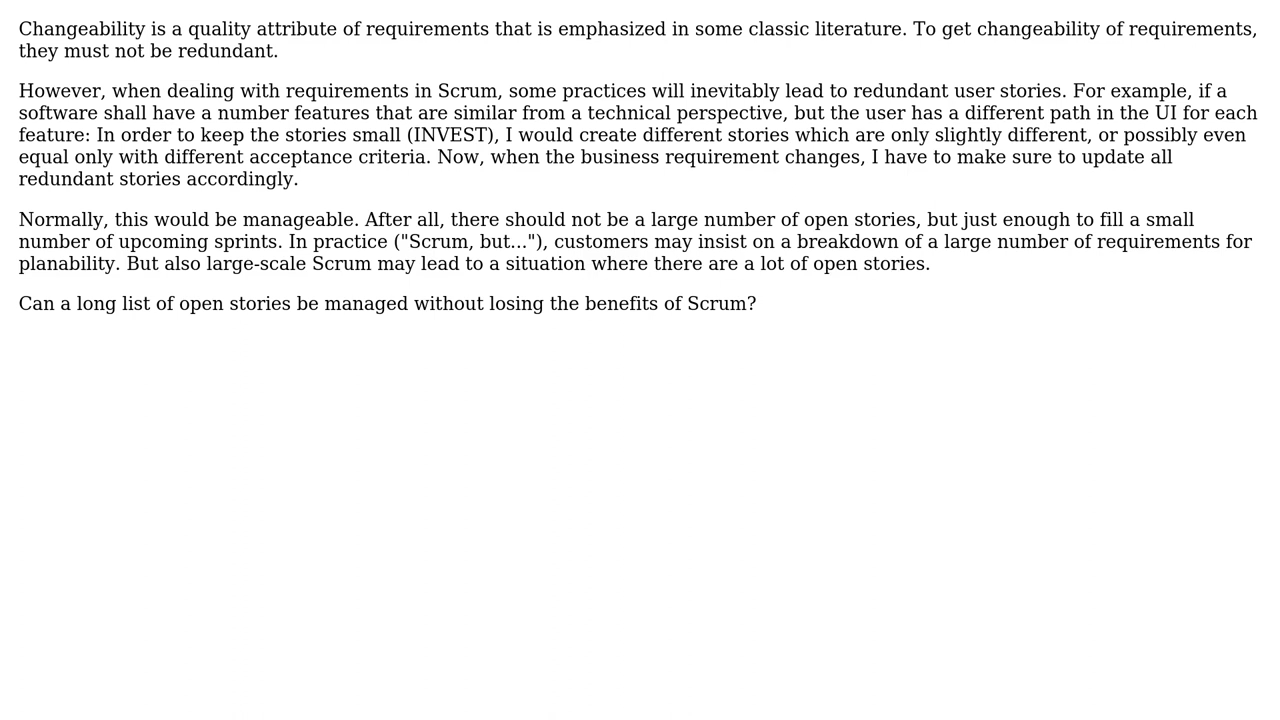 Changeability is a quality attribute of requirements that is emphasized in some classic literature. To get changeability of requirements,
they must not be redundant.
However, when dealing with requirements in Scrum, some practices will inevitably lead to redundant user stories. For example, if a
software shall have a number features that are similar from a technical perspective, but the user has a different path in the UI for each
feature: In order to keep the stories small (INVEST), I would create different stories which are only slightly different, or possibly even
equal only with different acceptance criteria. Now, when the business requirement changes, I have to make sure to update all
redundant stories accordingly.
Normally, this would be manageable. After all, there should not be a large number of open stories, but just enough to fill a small
number of upcoming sprints. In practice ("Scrum, but..."), customers may insist on a breakdown of a large number of requirements for
planability. But also large-scale Scrum may lead to a situation where there are a lot of open stories.
Can a long list of open stories be managed without losing the benefits of Scrum?